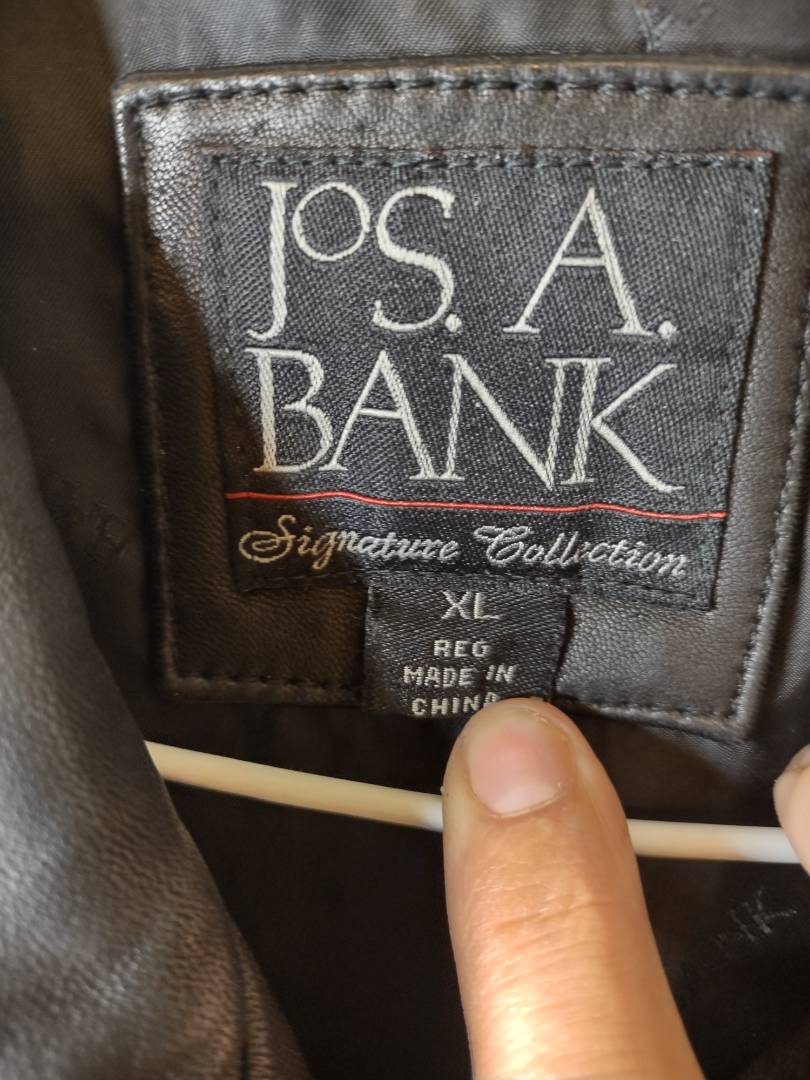 JOS. A.
BANK
Signature Collection
XL
REG
MADE IN
CHINA